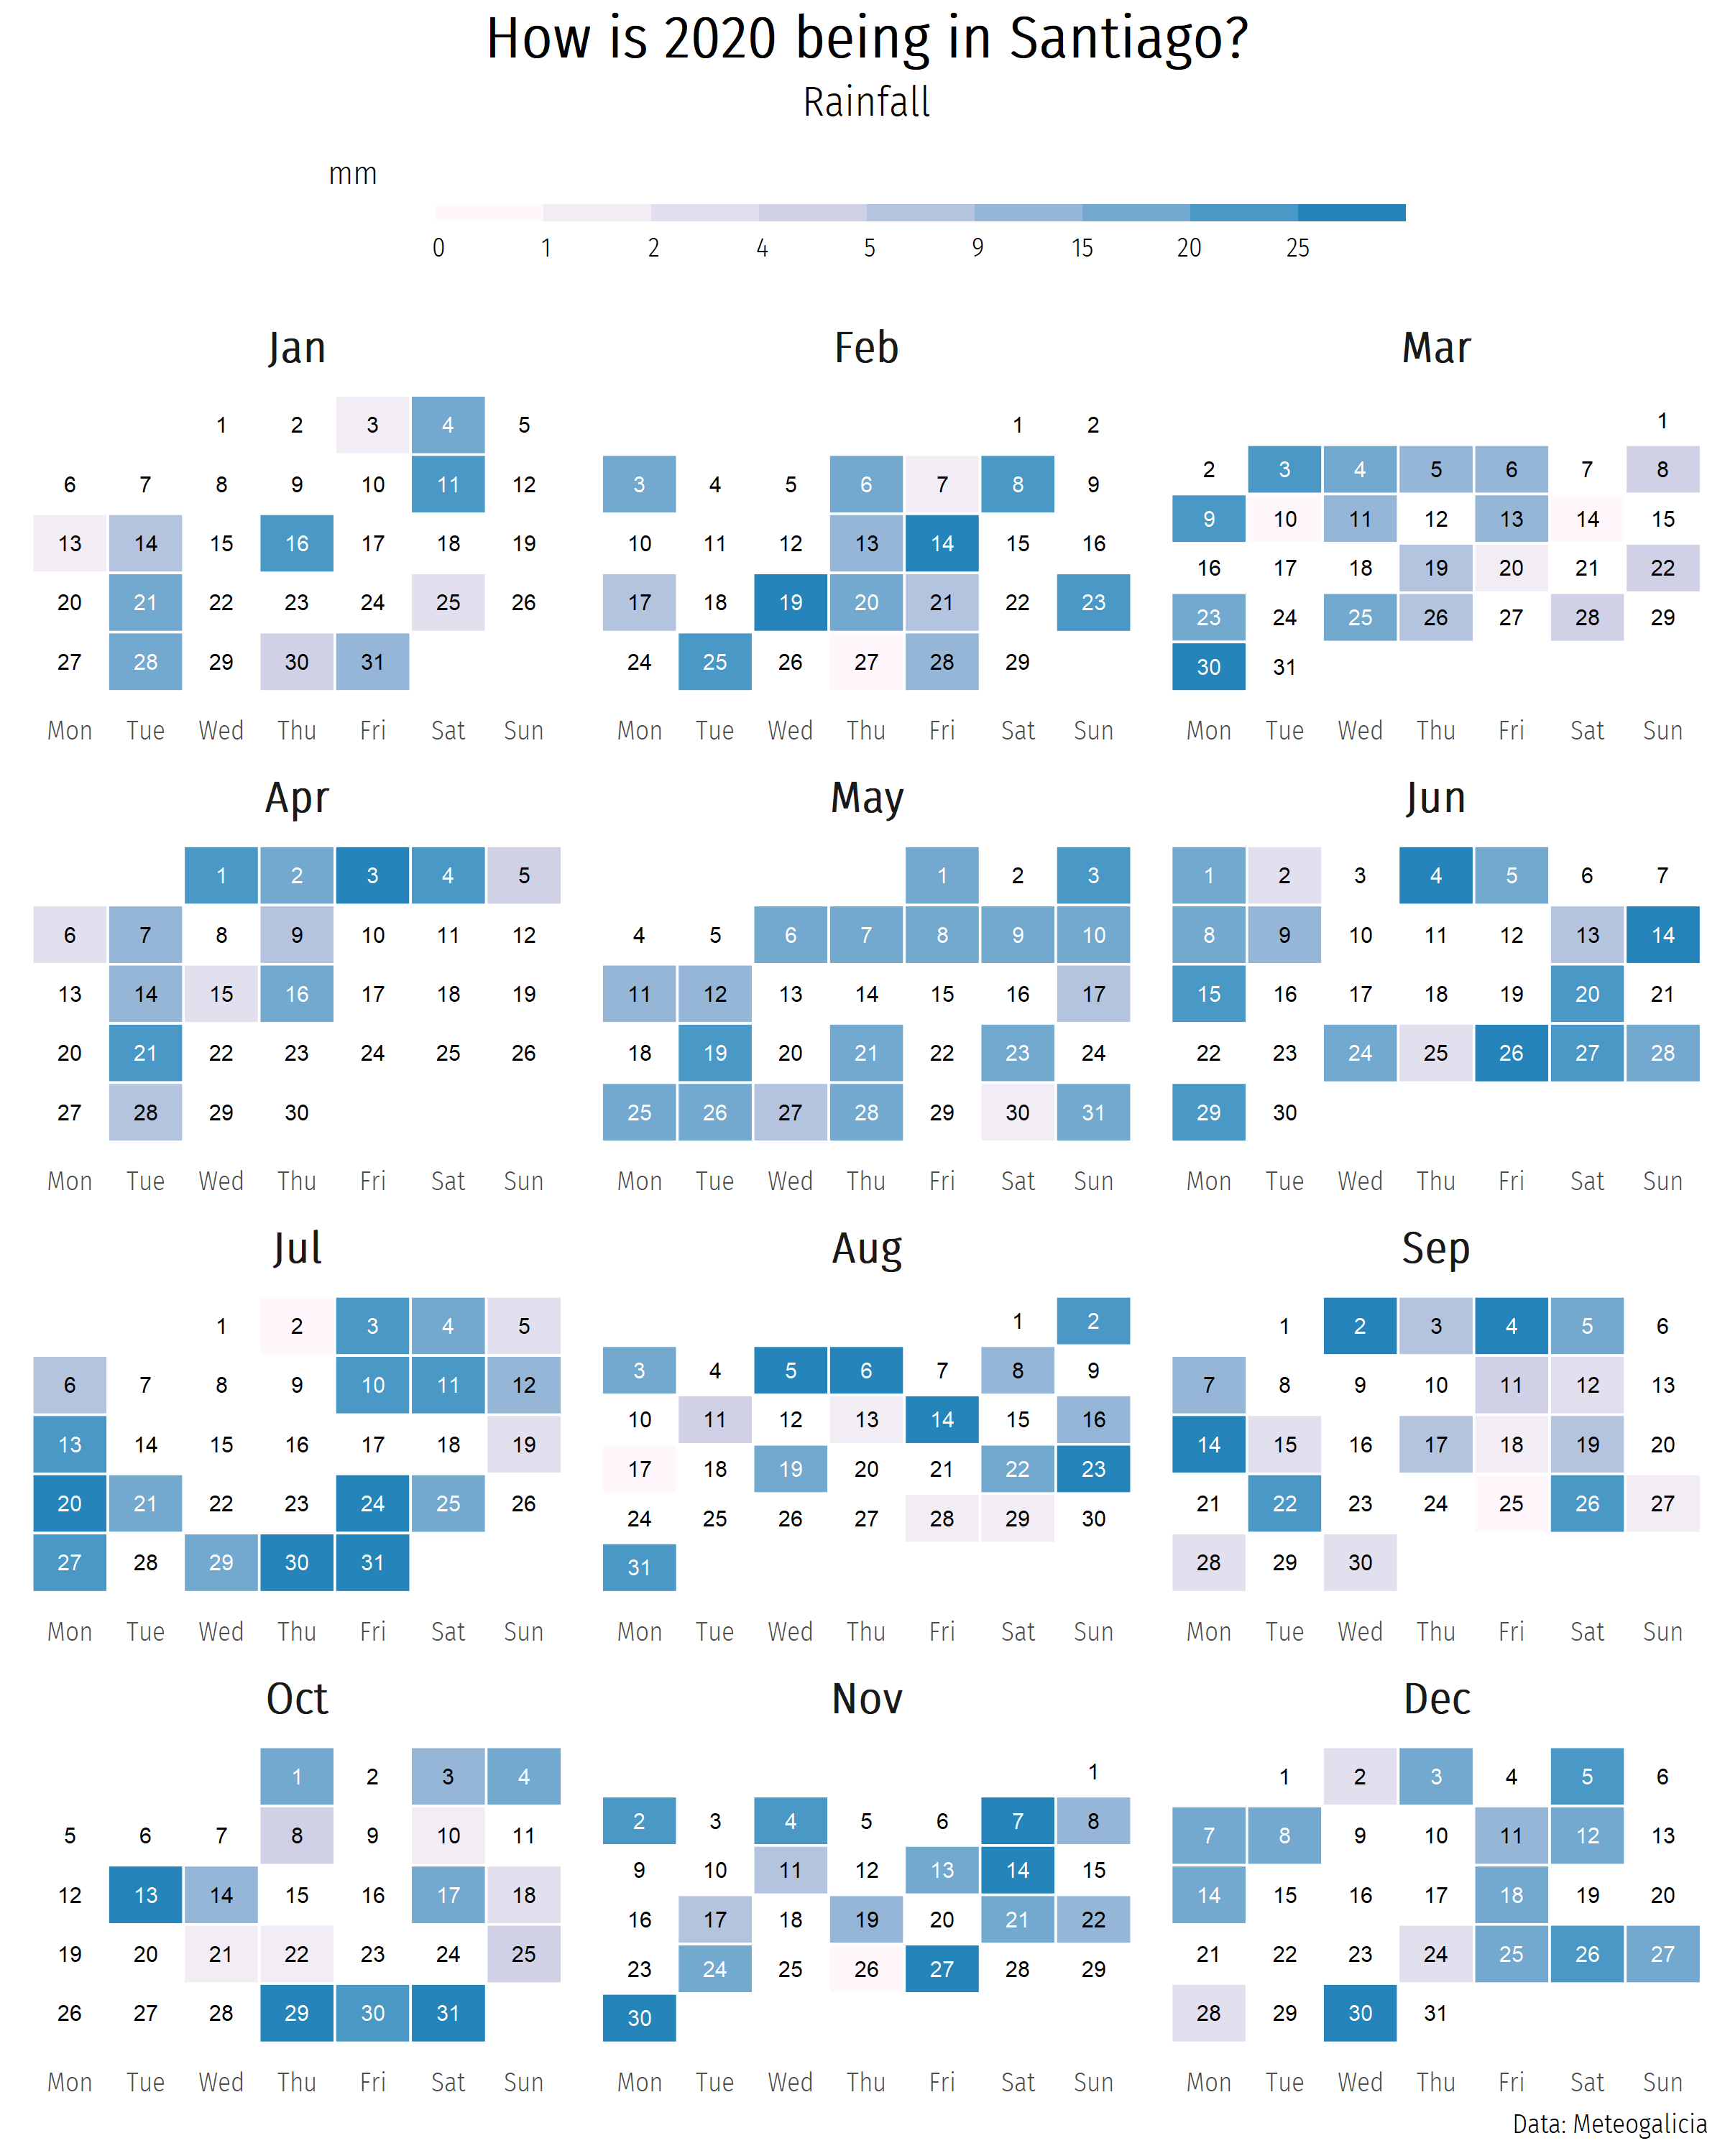 How is 2020 being in Santiago?
Rainfall
mm
0 1 2 4 5 9 15 20 25
Jan Feb Mar
1 2 3 4 5 1 2 1
6 7 8 9 10 11 12 3 4 5 6 7 8 9 2 3 4 5 6 7 8
13 14 15 16 17 18 19 10 11 12 13 14 15 16 9 10 11 12 13 14 15
20 21 22 23 24 25 26 17 18 19 20 21 22 23 16 17 18 19 20 21 22
27 28 29 30 31 24 25 26 27 28 29 23 24 25 26 27 28 29
30 31
Mon Tue Wed Thu Fri Sat Sun Mon Tue Wed Thu Fri Sat Sun Mon Tue Wed Thu Fri Sat Sun
Apr May Jun
1 2 3 4 5 1 2 3 1 2 3 4 5 6 7
6 7 8 9 10 11 12 4 5 6 7 8 9 10 8 9 10 11 12 13 14
13 14 15 16 17 18 19 11 12 13 14 15 16 17 15 16 17 18 19 20 21
20 21 22 23 24 25 26 18 19 20 21 22 23 24 22 23 24 25 26 27 28
27 28 29 30 25 26 27 28 29 30 31 29 30
Mon Tue Wed Thu Fri Sat Sun Mon Tue Wed Thu Fri Sat Sun Mon Tue Wed Thu Fri Sat Sun
Jul Aug Sep
1 2 3 4 5 1 2 1 2 3 4 5 6
6 7 8 9 10 11 12 3 4 5 6 7 8 9 7 8 9 10 11 12 13
13 14 15 16 17 18 19 10 11 12 13 14 15 16 14 15 16 17 18 19 20
20 21 22 23 24 25 26 17 18 19 20 21 22 23 21 22 23 24 25 26 27
27 28 29 30 31 24 25 26 27 28 29 30 28 29 30
31
Mon Tue Wed Thu Fri Sat Sun Mon Tue Wed Thu Fri Sat Sun Mon Tue Wed Thu Fri Sat Sun
Oct Nov Dec
1 2 3 4 1 1 2 3 4 5 6
5 6 7 8 9 10 11 2 3 4 5 6 7 8 7 8 9 10 11 12 13
12 13 14 15 16 17 18 9 10 11 12 13 14 15 14 15 16 17 18 19 20
19 20 21 22 23 24 25 16 17 18 19 20 21 22 21 22 23 24 25 26 27
26 27 28 29 30 31 23 24 25 26 27 28 29 28 29 30 31
30
Mon Tue Wed Thu Fri Sat Sun Mon Tue Wed Thu Fri Sat Sun Mon Tue Wed Thu Fri Sat Sun
Data: Meteogalicia